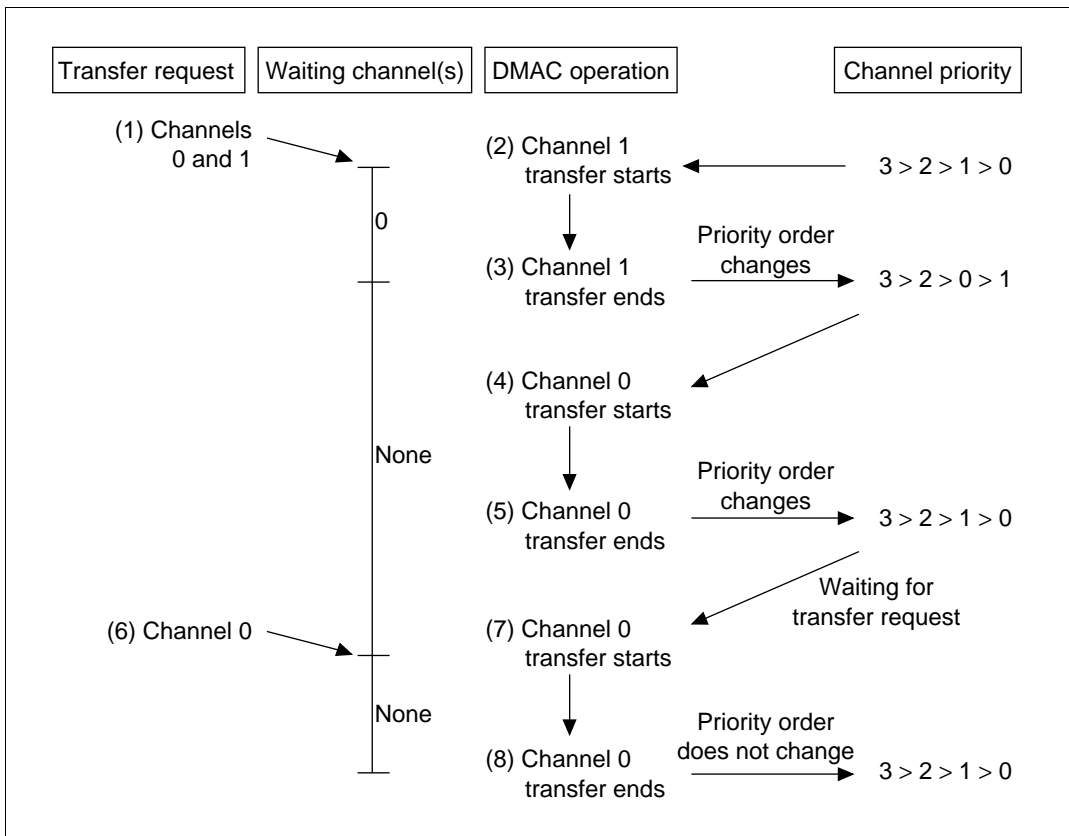 Transfer request
Waiting channel(s)
DMAC operation
Channel priority
(1) Channels
0 and 1
(2) Channel 1
transfer starts
3 > 2 > 1 > 0
0
(3) Channel 1
transfer ends
Priority order
changes
3 > 2 > 0 > 1
(4) Channel 0
transfer starts
None
(5) Channel 0
transfer ends
Priority order
changes
3 > 2 > 1 > 0
Waiting for
transfer request
(6) Channel 0
(7) Channel 0
transfer starts
None
(8) Channel 0
transfer ends
Priority order
does not change
3 > 2 > 1 > 0